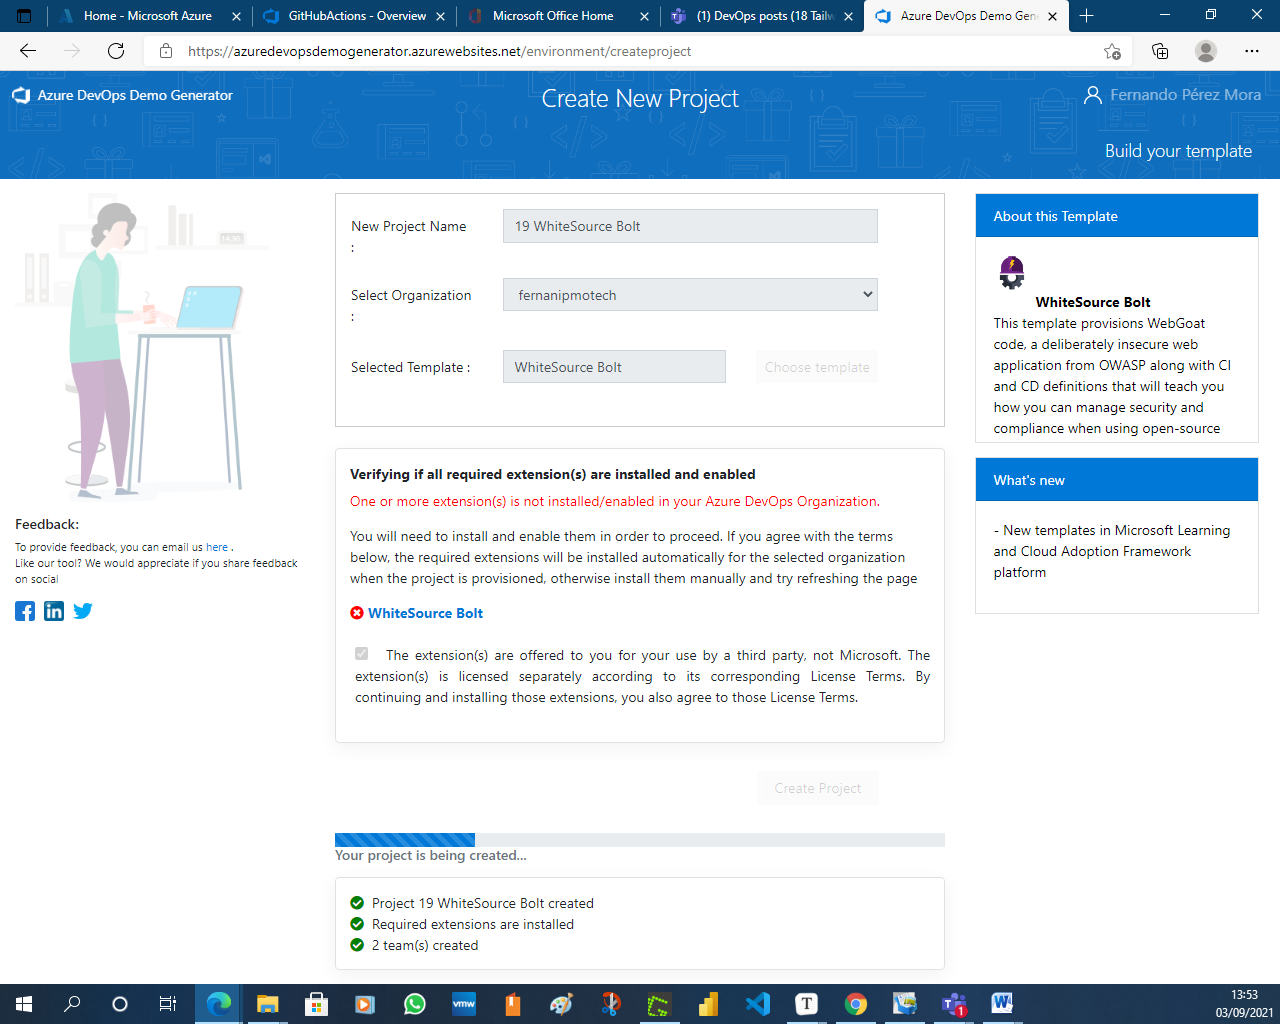 Home - Microsoft Azure
GitHubActions - Overview
Microsoft Office Home
(1) DevOps posts (18 Tailw
Azure DevOps Demo Gen
https://azuredevopsdemogenerator.azurewebsites.net/environment/createproject
Azure DevOps Demo Generator
Create New Project
Fernando Pérez Mora
Build your template
New Project Name
:
19 WhiteSource Bolt
Select Organization
:
fernanipmotech
Selected Template :
WhiteSource Bolt
Choose template
Verifying if all required extension(s) are installed and enabled
One or more extension(s) is not installed/enabled in your Azure DevOps Organization.
You will need to install and enable them in order to proceed. If you agree with the terms
below, the required extensions will be installed automatically for the selected organization
when the project is provisioned, otherwise install them manually and try refreshing the page
WhiteSource Bolt
The extension(s) are offered to you for your use by a third party, not Microsoft. The
extension(s) is licensed separately according to its corresponding License Terms. By
continuing and installing those extensions, you also agree to those License Terms.
Create Project
Your project is being created...
Project 19 WhiteSource Bolt created
Required extensions are installed
2 team(s) created
Feedback:
To provide feedback, you can email us here .
Like our tool? We would appreciate if you share feedback
on social
About this Template
WhiteSource Bolt
This template provisions WebGoat
code, a deliberately insecure web
application from OWASP along with CI
and CD definitions that will teach you
how you can manage security and
compliance when using open-source
What's new
- New templates in Microsoft Learning
and Cloud Adoption Framework
platform
vmw
T
1
W
13:53
03/09/2021